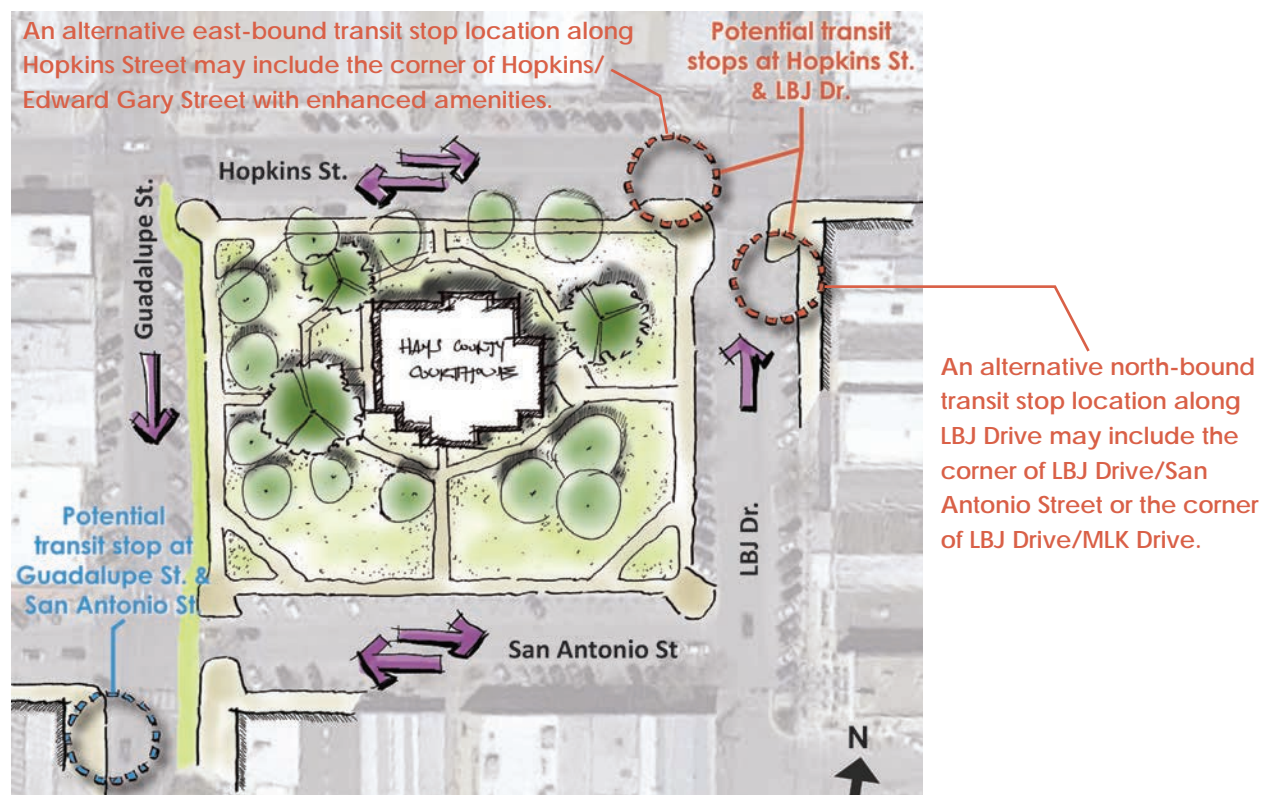 An alternative east-bound transit stop location along
Hopkins Street may include the corner of Hopkins/
Edward Gary Street with enhanced amenities.
Potential transit
stops at Hopkins St.
& LBJ Dr.
Hopkins St.
Guadalupe St.
HAYS COUNTY
COURTHOUSE
An alternative north-bound
transit stop location along
LBJ Drive may include the
corner of LBJ Drive/San
Antonio Street or the corner
of LBJ Drive/MLK Drive.
LBJ Dr.
Potential
transit stop at
Guadalupe St. &
San Antonio St
San Antonio St
N